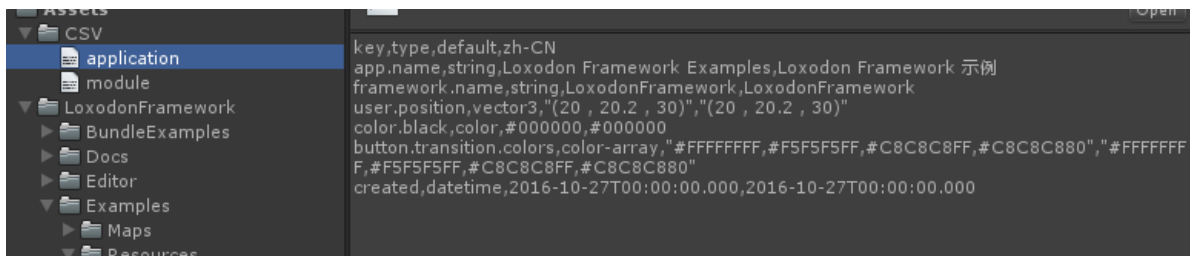 Assets
CSV
application
module
LoxodonFramework
BundleExamples
Docs
Editor
Examples
Maps
Resources
Open
key,type,default,zh-CN
app.name,string,Loxodon Framework Examples,Loxodon Framework 示例
framework.name,string,LoxodonFramework,LoxodonFramework
user.position,vector3,"(20 , 20.2 , 30)","(20 , 20.2 , 30)"
color.black,color,#000000,#000000
button.transition.colors,color-array,"#FFFFFFFF,#F5F5F5FF,#C8C8C8FF,#C8C8C880","#FFFFFFF
F,#F5F5F5FF,#C8C8C8FF,#C8C8C880"
created,datetime,2016-10-27T00:00:00.000,2016-10-27T00:00:00.000